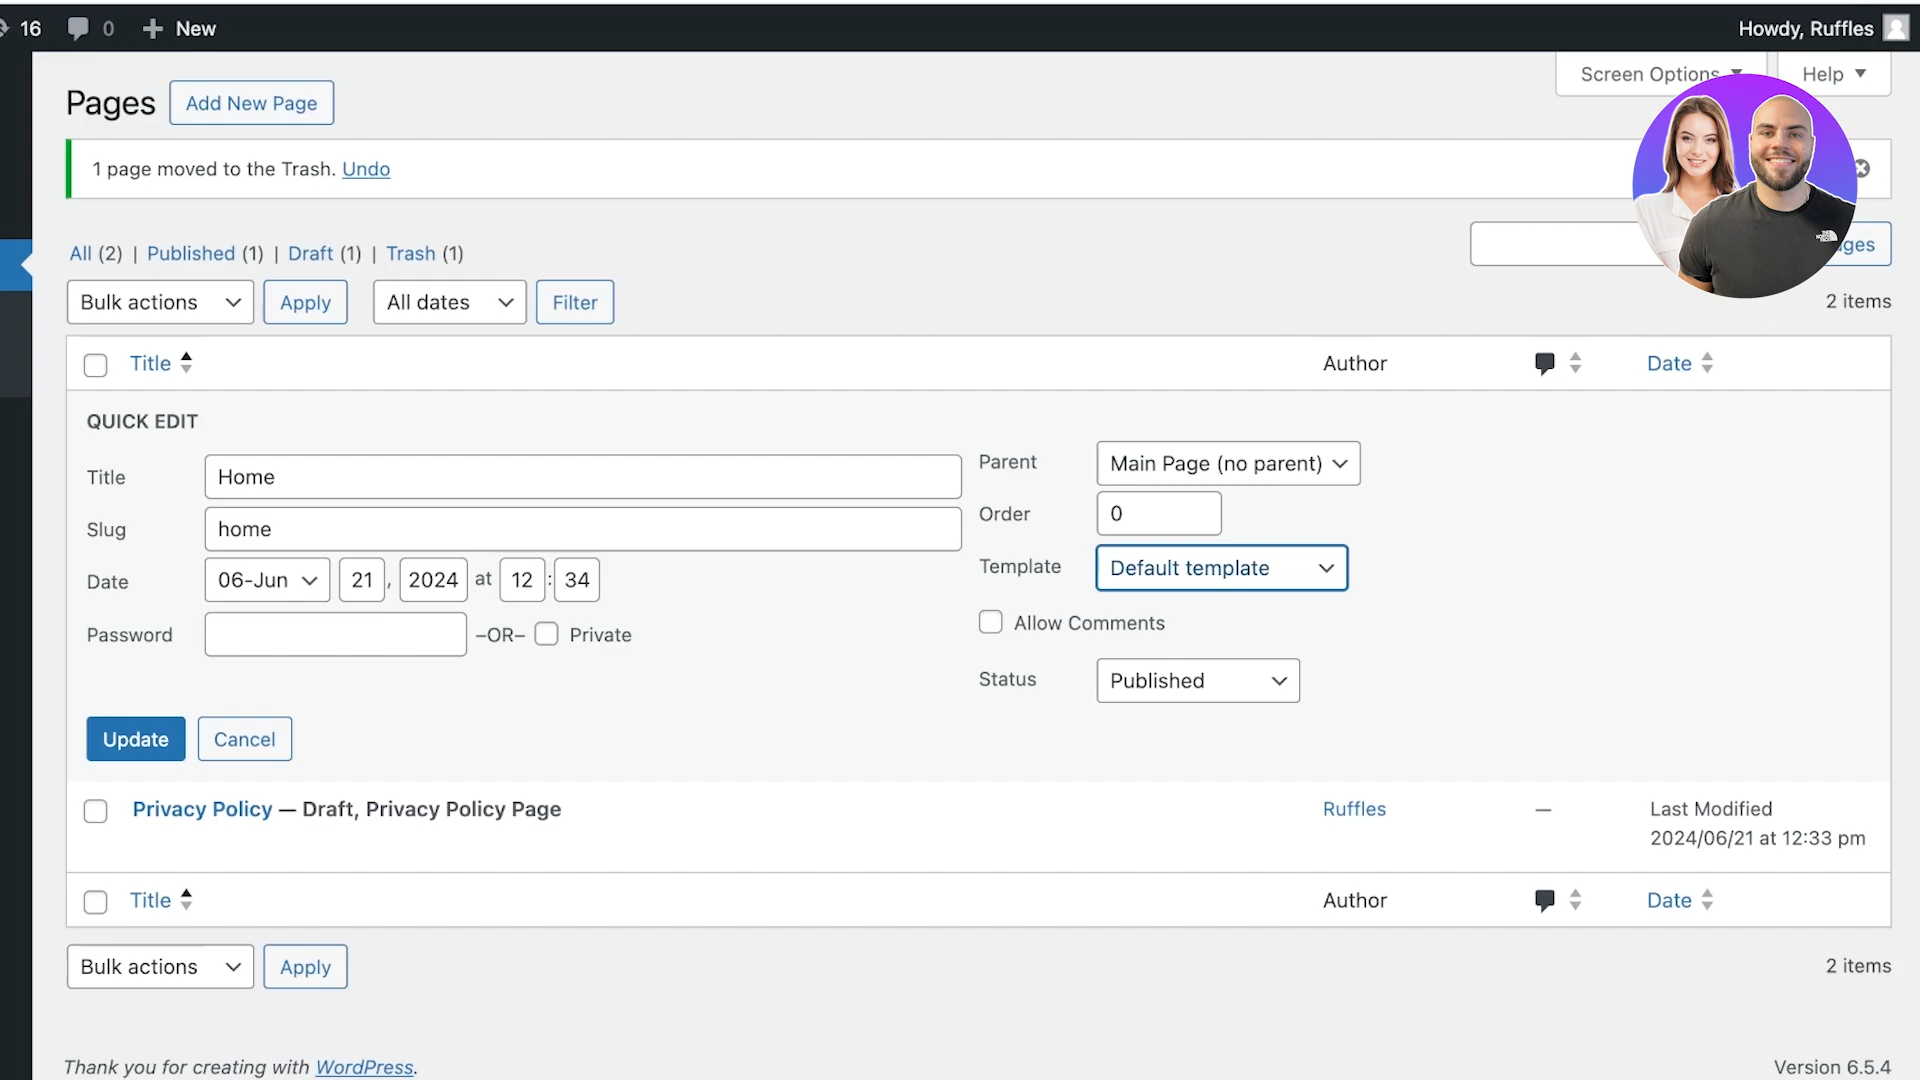 16 0 New Howdy, Ruffles
Screen Options Help
Pages Add New Page
1 page moved to the Trash. Undo
All (2) | Published (1) | Draft (1) | Trash (1)
Bulk actions Apply All dates Filter
2 items
Title Author Date
QUICK EDIT
Title Home
Slug home
Date 06-Jun 21, 2024 at 12 : 34
Password –OR– Private
Parent Main Page (no parent)
Order 0
Template Default template
Allow Comments
Status Published
Update Cancel
Privacy Policy — Draft, Privacy Policy Page Ruffles — Last Modified
2024/06/21 at 12:33 pm
Title Author Date
Bulk actions Apply 2 items
Thank you for creating with WordPress. Version 6.5.4